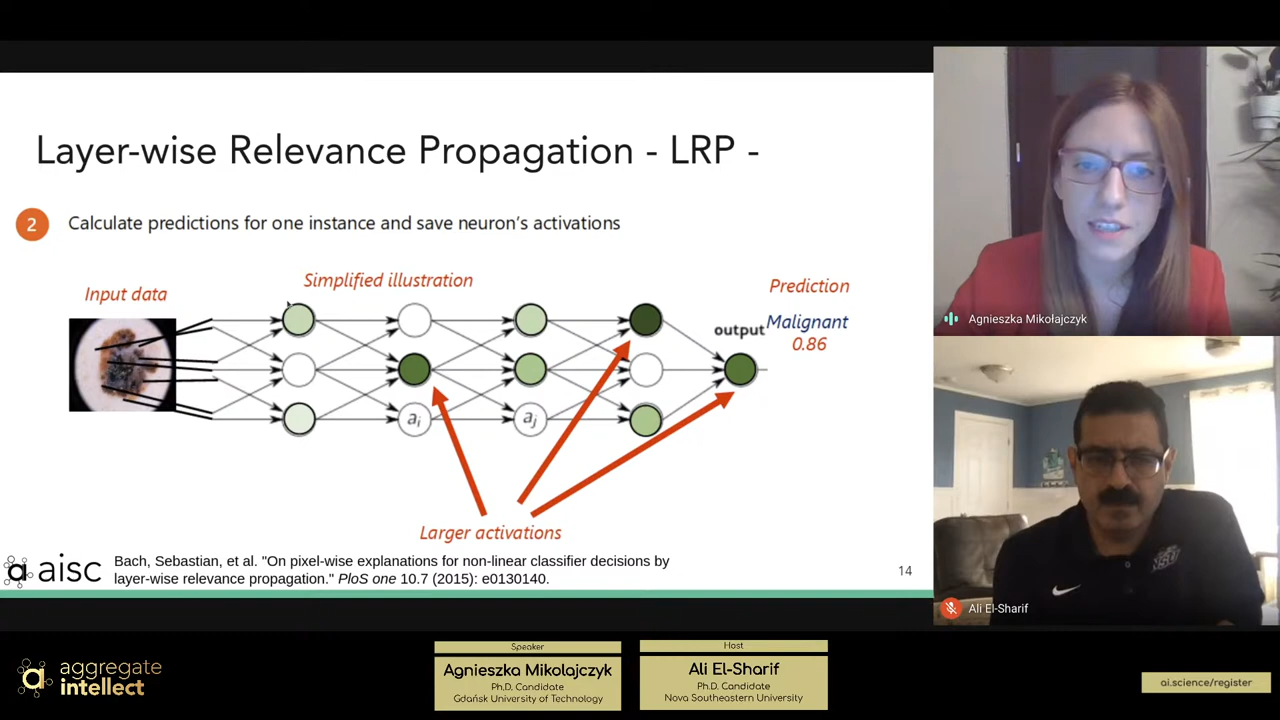 Layer-wise Relevance Propagation - LRP -
2
Calculate predictions for one instance and save neuron's activations
Input data
Simplified illustration
Prediction
output
Malignant
0.86
ai
aj
Larger activations
aisc
Bach, Sebastian, et al. "On pixel-wise explanations for non-linear classifier decisions by
layer-wise relevance propagation." PloS one 10.7 (2015): e0130140.
14
Agnieszka Mikołajczyk
NSU
Ali El-Sharif
aggregate
intellect
Speaker
Agnieszka Mikolajczyk
Ph.D. Candidate
Gdańsk University of Technology
Host
Ali El-Sharif
Ph.D. Candidate
Nova Southeastern University
ai.science/register